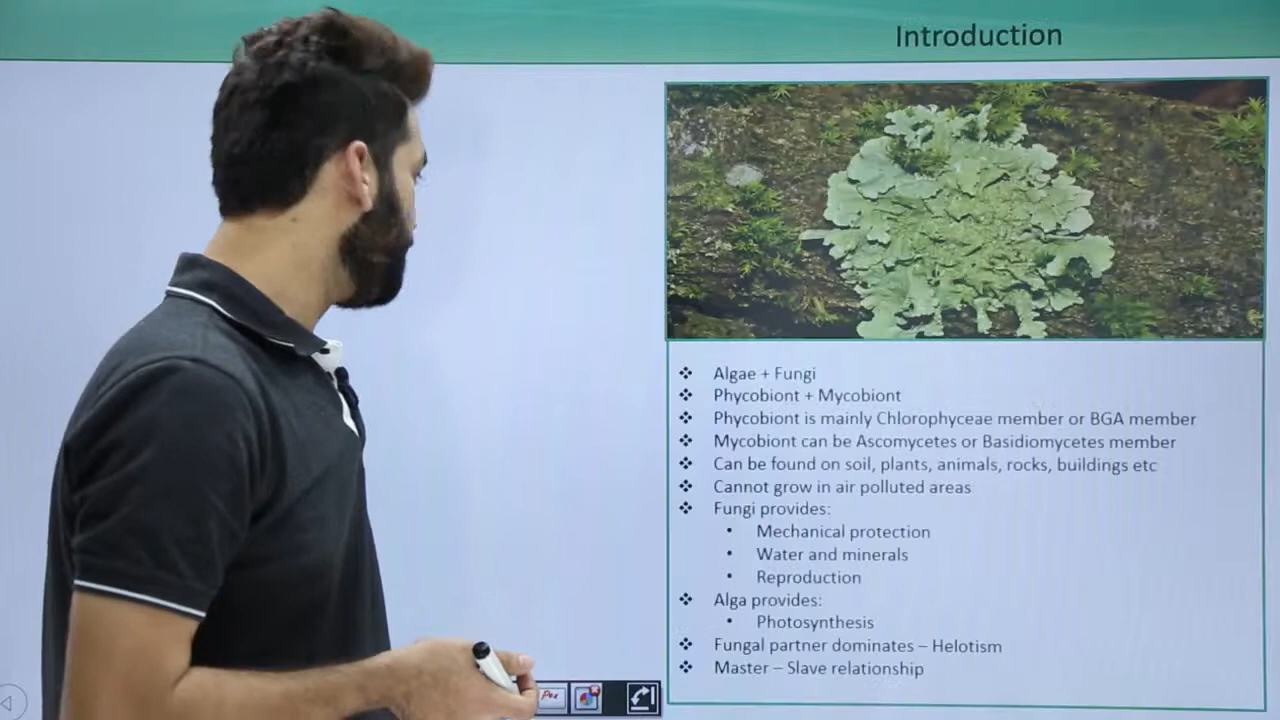 Introduction
Algae + Fungi
Phycobiont + Mycobiont
Phycobiont is mainly Chlorophyceae member or BGA member
Mycobiont can be Ascomycetes or Basidiomycetes member
Can be found on soil, plants, animals, rocks, buildings etc
Cannot grow in air polluted areas
Fungi provides:
Mechanical protection
Water and minerals
Reproduction
Alga provides:
Photosynthesis
Fungal partner dominates – Helotism
Master – Slave relationship
Pex